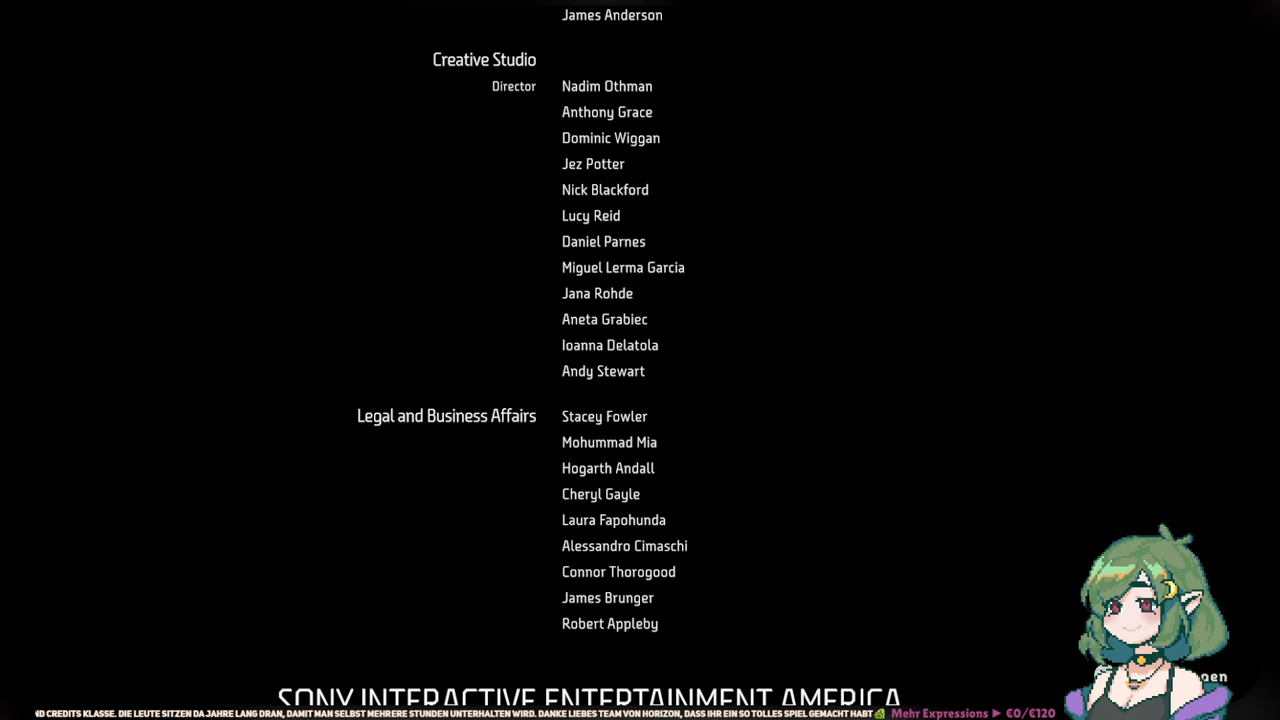 James Anderson
Creative Studio
Director Nadim Othman
Anthony Grace
Dominic Wiggan
Jez Potter
Nick Blackford
Lucy Reid
Daniel Parnes
Miguel Lerma Garcia
Jana Rohde
Aneta Grabiec
Ioanna Delatola
Andy Stewart
Legal and Business Affairs Stacey Fowler
Mohummad Mia
Hogarth Andall
Cheryl Gayle
Laura Fapohunda
Alessandro Cimaschi
Connor Thorogood
James Brunger
Robert Appleby
SONY INTERACTIVE ENTERTAINMENT AMERICA
CREDITS KLASSE. DIE LEUTE SITZEN DA JAHRE LANG DRAN, DAMIT MAN SELBST MEHRERE STUNDEN UNTERHALTEN WIRD. DANKE LIEBES TEAM VON HORIZON, DASS IHR EIN SO TOLLES SPIEL GEMACHT HABT Mehr Expressions ► €0/€120